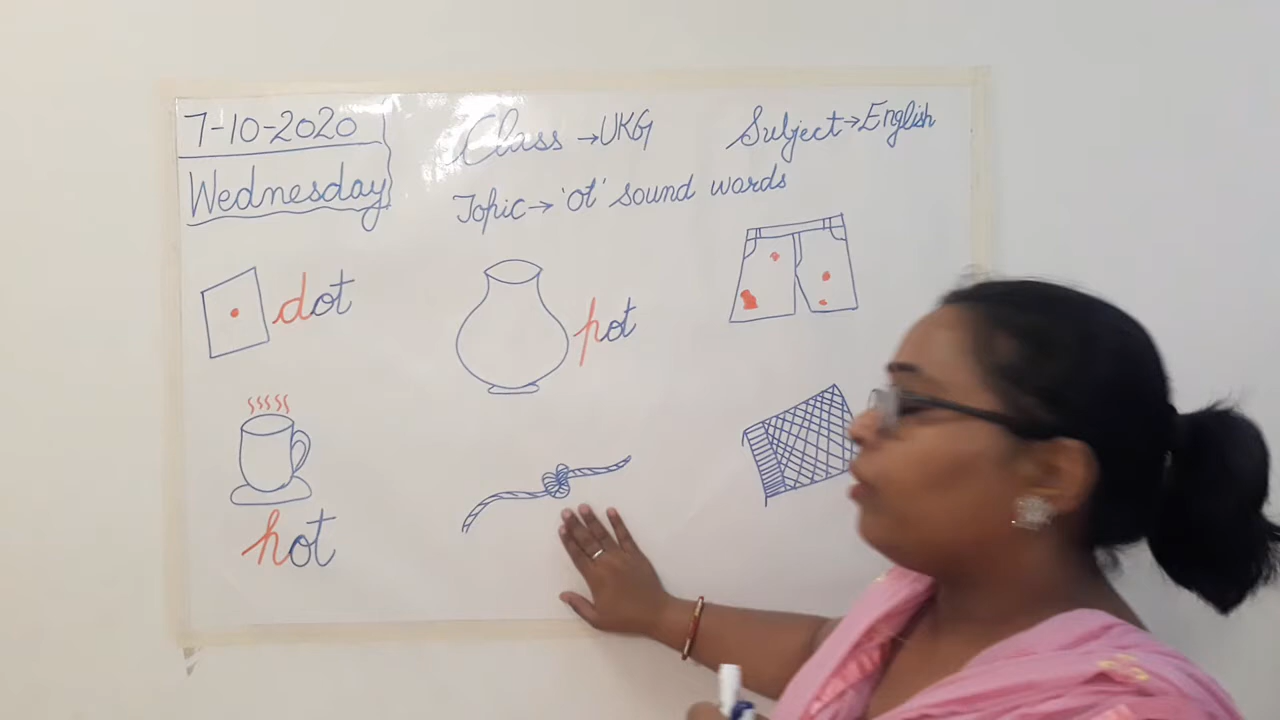 7-10-2020
Wednesday
Class → UKG
Subject → English
Topic → 'ot' sound words
dot
pot
hot